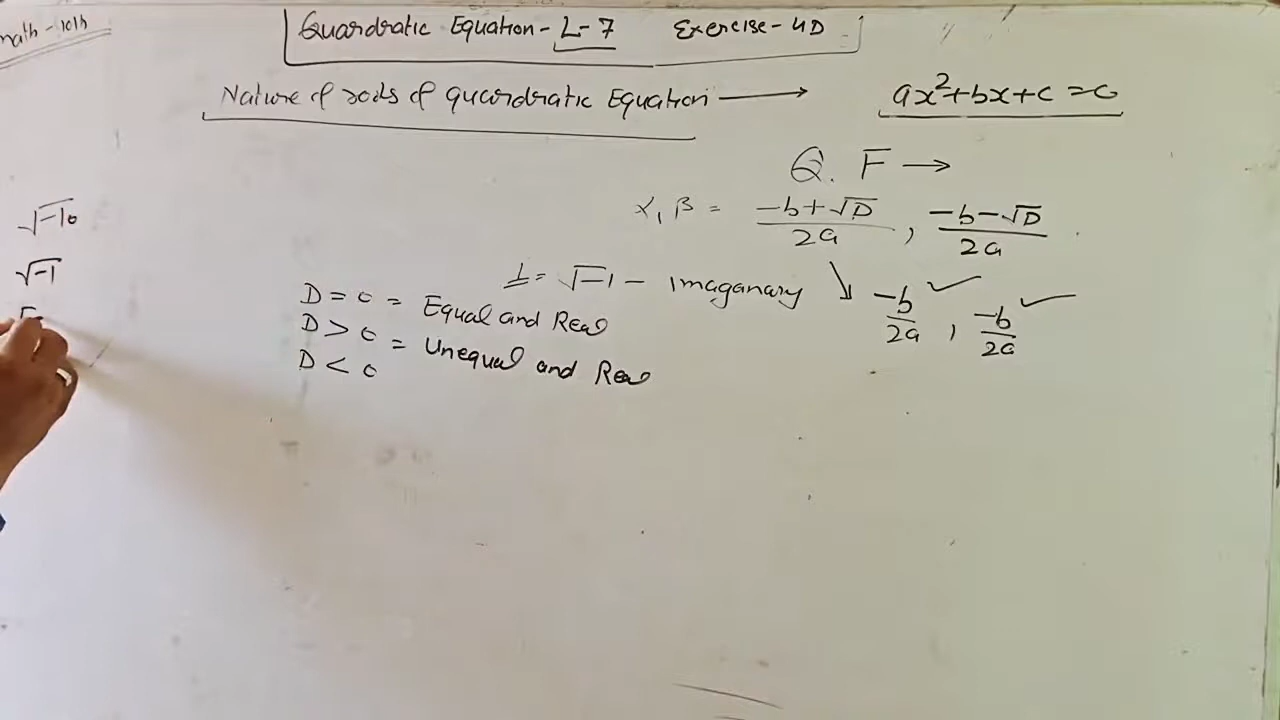 math - 10th
Quardratic Equation - L-7 Exercise - 4D
Nature of roots of quardratic Equation → ax²+bx+c = 0
Q. F →
α, β = -b+√D / 2a , -b-√D / 2a
√-10
√-1
i = √-1 - imaganary
-b/2a , -b/2a
D = 0 = Equal and Real
D > 0 = Unequal and Real
D < 0